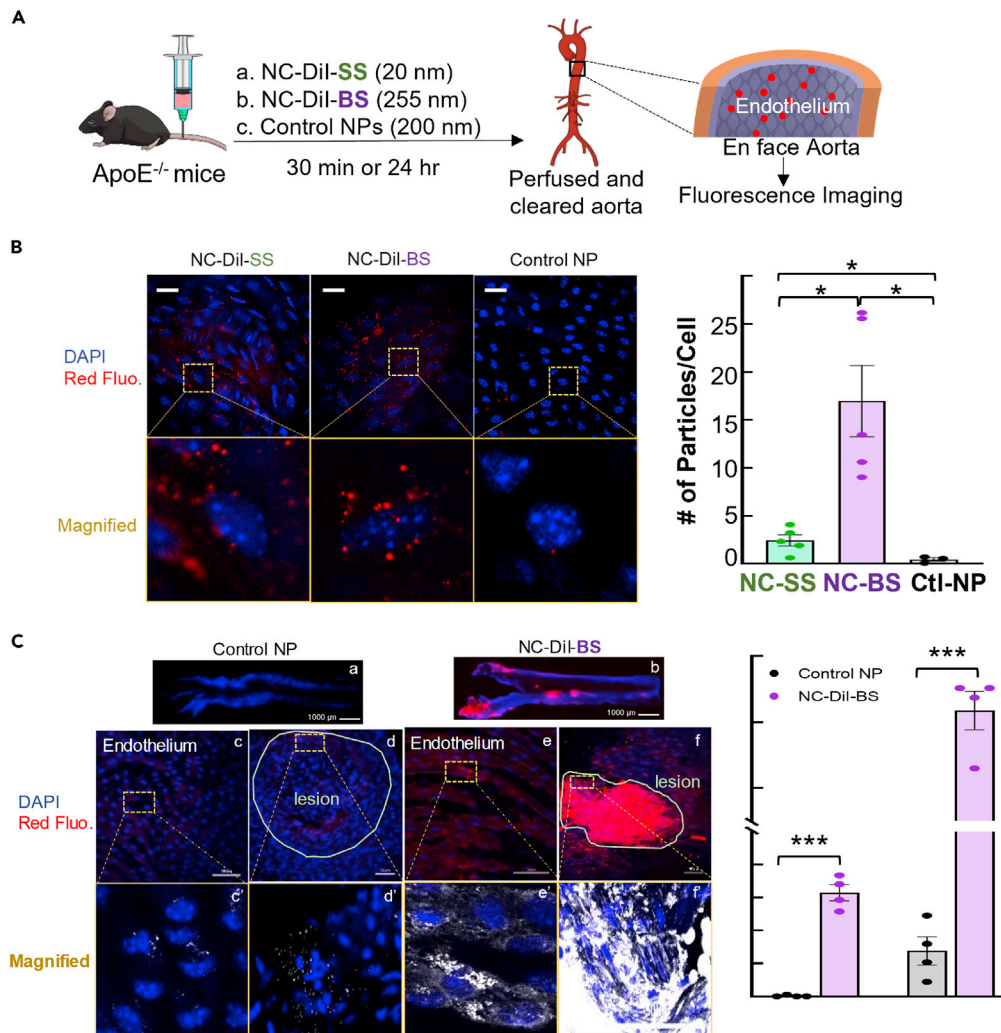 A
a. NC-DiI-SS (20 nm)
b. NC-DiI-BS (255 nm)
c. Control NPs (200 nm)
30 min or 24 hr
ApoE-/- mice
Perfused and
cleared aorta
Endothelium
En face Aorta
Fluorescence Imaging
B
NC-DiI-SS
NC-DiI-BS
Control NP
DAPI
Red Fluo.
Magnified
# of Particles/Cell
25
20
15
10
5
0
*
*
*
NC-SS
NC-BS
Ctl-NP
C
Control NP
NC-DiI-BS
a
1000 µm
b
1000 µm
Endothelium
c
d
lesion
Endothelium
e
f
lesion
DAPI
Red Fluo.
Magnified
c'
d'
e'
f'
Control NP
NC-DiI-BS
***
***